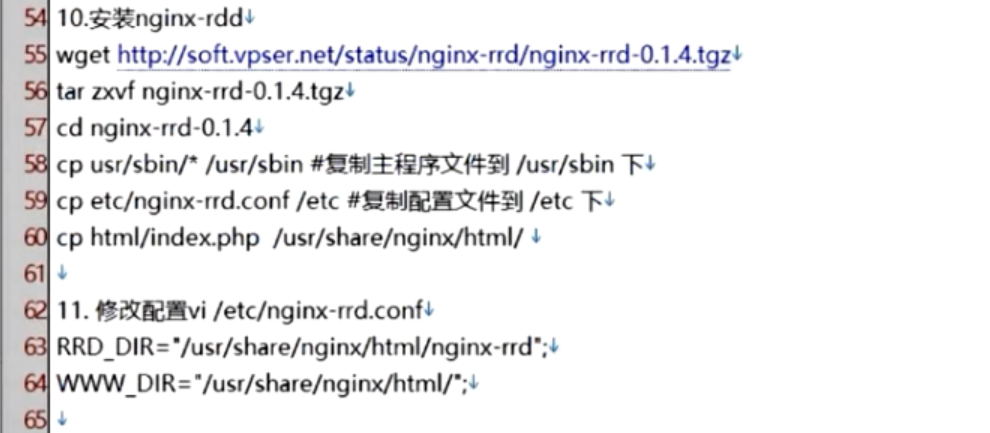 54 10.安装nginx-rdd↓
55 wget http://soft.vpser.net/status/nginx-rrd/nginx-rrd-0.1.4.tgz↓
56 tar zxvf nginx-rrd-0.1.4.tgz↓
57 cd nginx-rrd-0.1.4↓
58 cp usr/sbin/* /usr/sbin #复制主程序文件到 /usr/sbin 下↓
59 cp etc/nginx-rrd.conf /etc #复制配置文件到 /etc 下↓
60 cp html/index.php  /usr/share/nginx/html/ ↓
61 ↓
62 11. 修改配置vi /etc/nginx-rrd.conf↓
63 RRD_DIR="/usr/share/nginx/html/nginx-rrd";↓
64 WWW_DIR="/usr/share/nginx/html/";↓
65 ↓